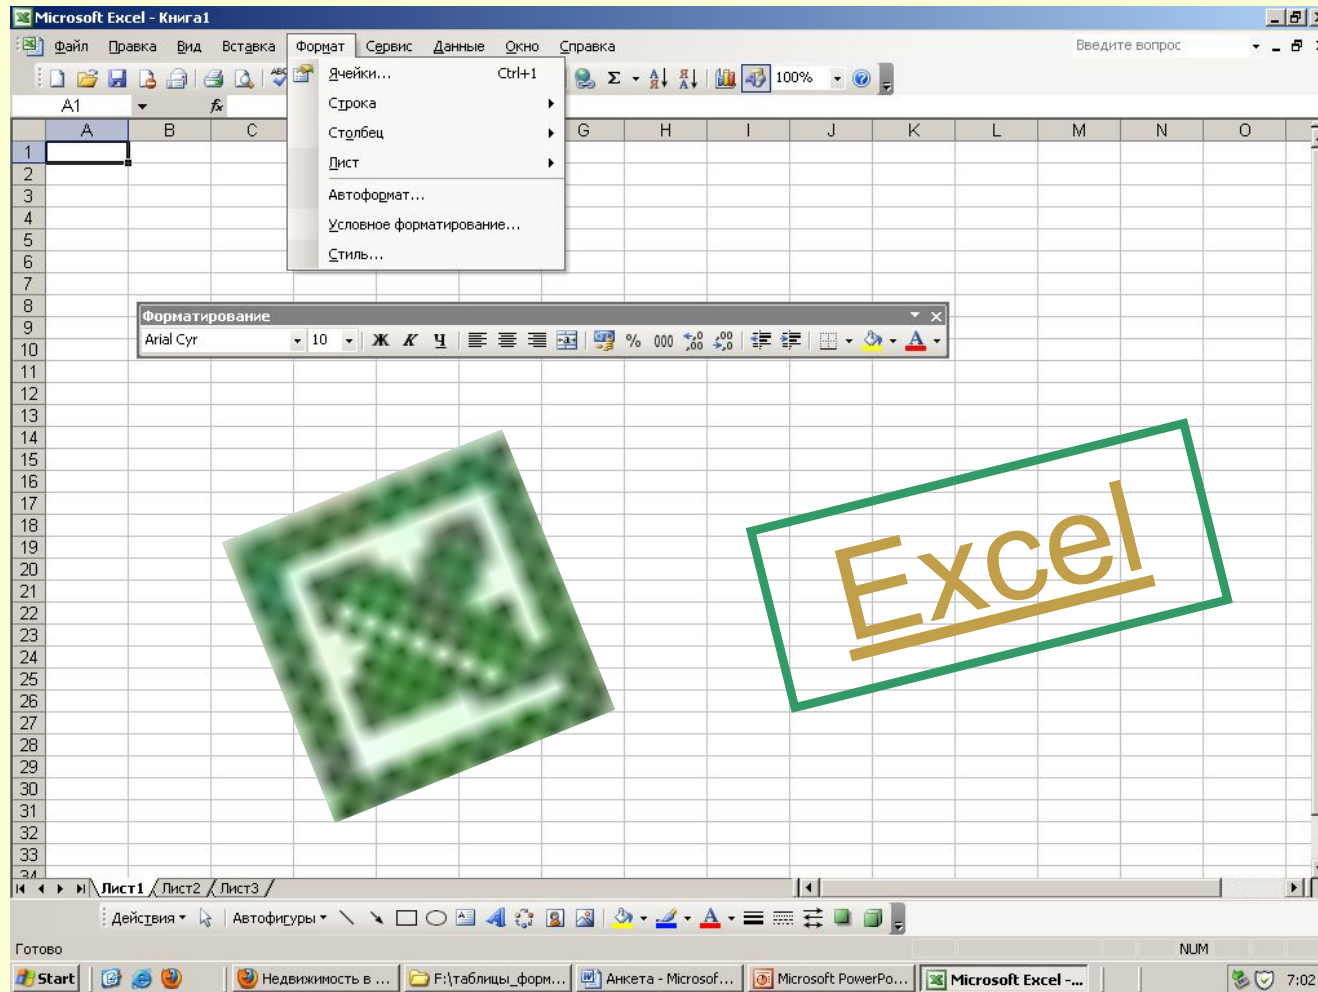 Microsoft Excel - Книга1
Файл Правка Вид Вставка Формат Сервис Данные Окно Справка Введите вопрос
100%
A1 fx
Ячейки... Ctrl+1
Строка
Столбец
Лист
Автоформат...
Условное форматирование...
Стиль...
A B C G H I J K L M N O
1
2
3
4
5
6
7
8
9
10
11
12
13
14
15
16
17
18
19
20
21
22
23
24
25
26
27
28
29
30
31
32
33
34
Форматирование
Arial Cyr 10 Ж К Ч % 000
Excel
Лист1 Лист2 Лист3
Действия Автофигуры
Готово NUM
Start Недвижимость в ... F:\таблицы_форм... Анкета - Microsof... Microsoft PowerPo... Microsoft Excel -... 7:02